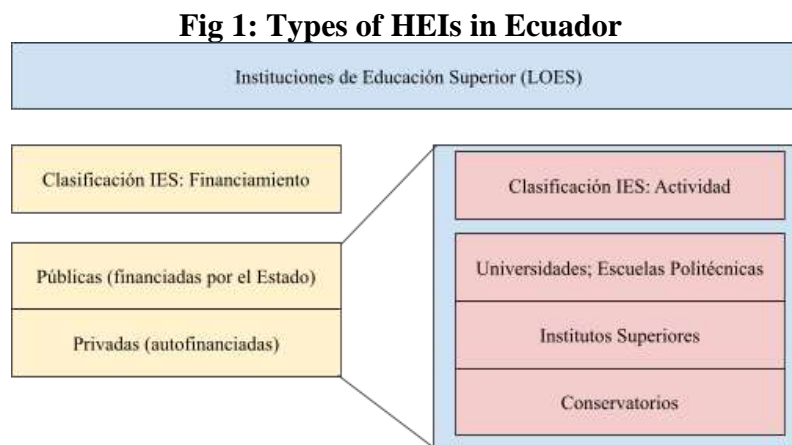 Fig 1: Types of HEIs in Ecuador
Instituciones de Educación Superior (LOES)
Clasificación IES: Financiamiento
Públicas (financiadas por el Estado)
Privadas (autofinanciadas)
Clasificación IES: Actividad
Universidades; Escuelas Politécnicas
Institutos Superiores
Conservatorios